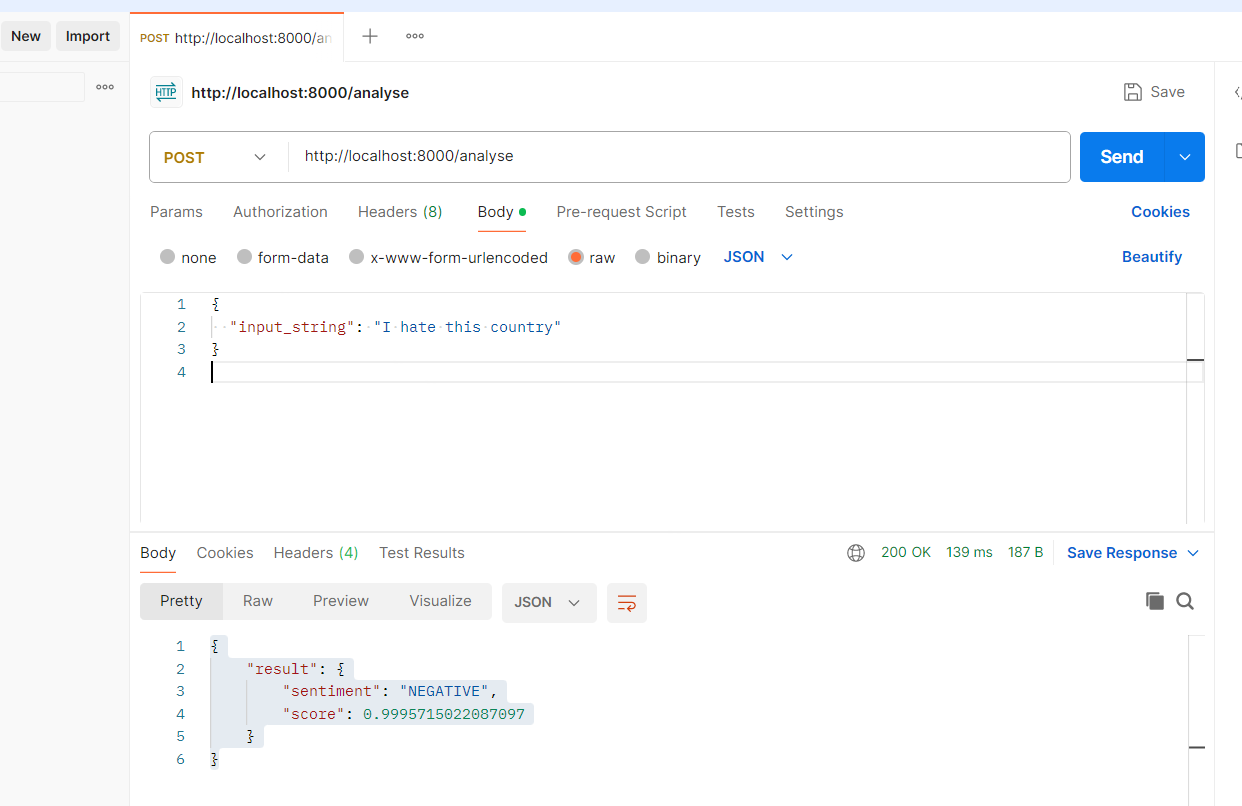 New Import POST http://localhost:8000/an
HTTP http://localhost:8000/analyse Save
POST http://localhost:8000/analyse Send
Params Authorization Headers (8) Body Pre-request Script Tests Settings Cookies
none form-data x-www-form-urlencoded raw binary JSON Beautify
1 {
2 "input_string": "I hate this country"
3 }
4
Body Cookies Headers (4) Test Results 200 OK 139 ms 187 B Save Response
Pretty Raw Preview Visualize JSON
1 {
2 "result": {
3 "sentiment": "NEGATIVE",
4 "score": 0.9995715022087097
5 }
6 }